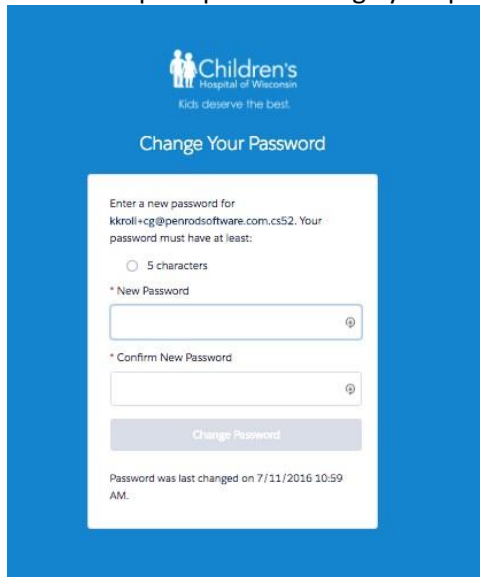 Children's
Hospital of Wisconsin
Kids deserve the best.
Change Your Password
Enter a new password for
kkroll+cg@penrodsoftware.com.cs52. Your
password must have at least:
5 characters
* New Password
* Confirm New Password
Change Password
Password was last changed on 7/11/2016 10:59
AM.